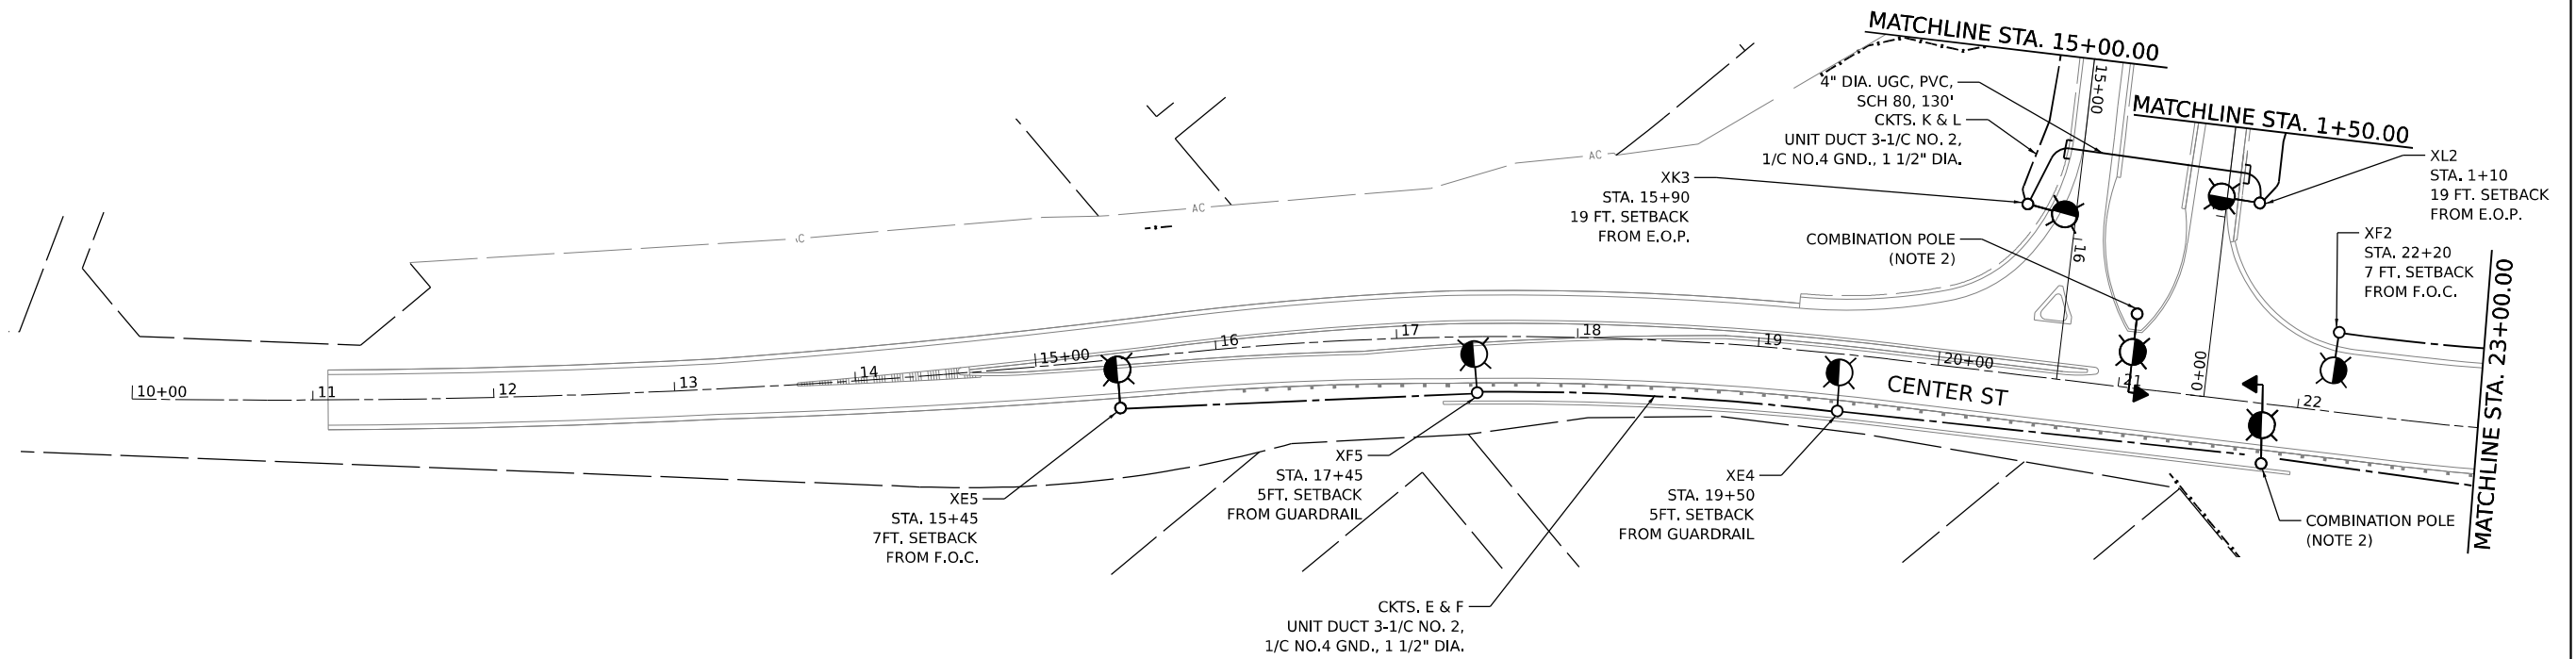 MATCHLINE STA. 15+00.00
4" DIA. UGC, PVC,
SCH 80, 130'
CKTS. K & L
UNIT DUCT 3-1/C NO. 2,
1/C NO.4 GND., 1 1/2" DIA.
15+00
MATCHLINE STA. 1+50.00
XL2
STA. 1+10
19 FT. SETBACK
FROM E.O.P.
XK3
STA. 15+90
19 FT. SETBACK
FROM E.O.P.
COMBINATION POLE
(NOTE 2)
16
XF2
STA. 22+20
7 FT. SETBACK
FROM F.O.C.
MATCHLINE STA. 23+00.00
AC
AC
AC
10+00
11
12
13
14
15+00
16
17
18
19
20+00
21
0+00
22
CENTER ST
XE5
STA. 15+45
7FT. SETBACK
FROM F.O.C.
XF5
STA. 17+45
5FT. SETBACK
FROM GUARDRAIL
XE4
STA. 19+50
5FT. SETBACK
FROM GUARDRAIL
COMBINATION POLE
(NOTE 2)
CKTS. E & F
UNIT DUCT 3-1/C NO. 2,
1/C NO.4 GND., 1 1/2" DIA.